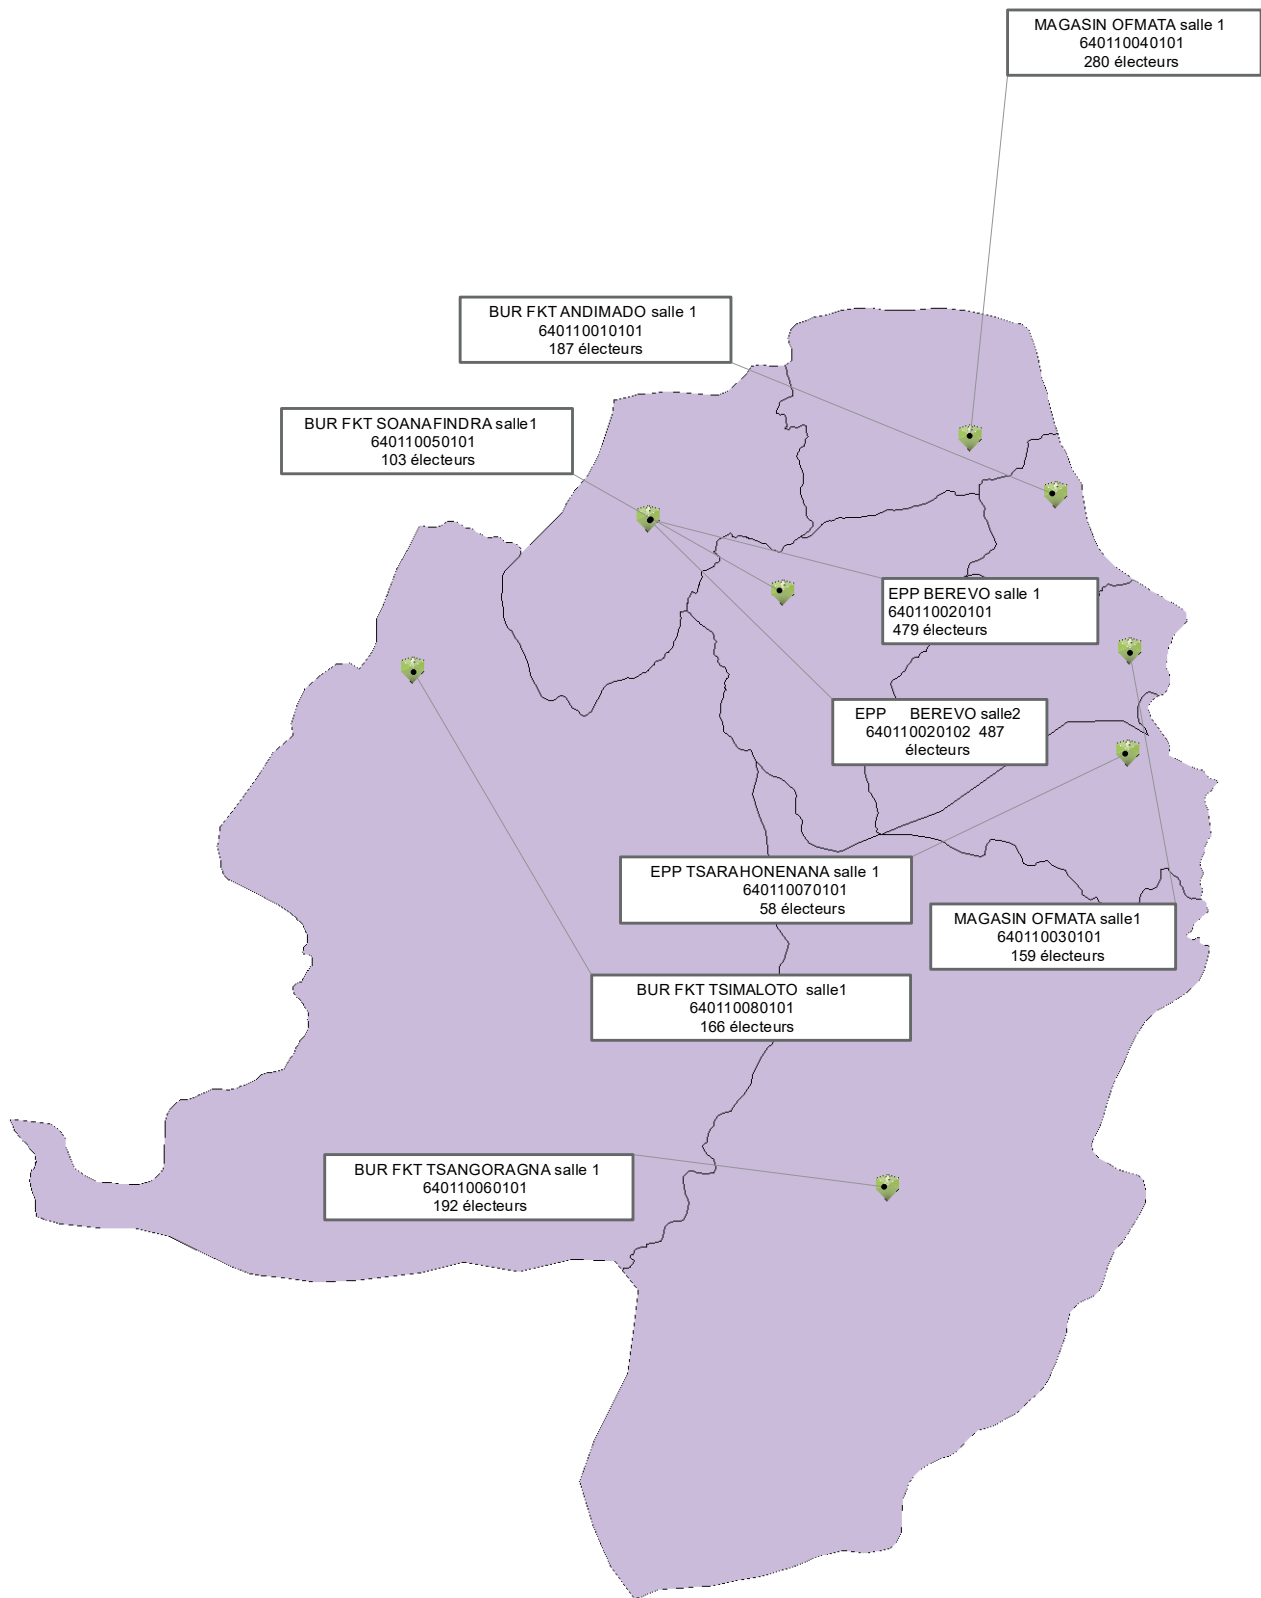 MAGASIN OFMATA salle 1
640110040101
280 électeurs
BUR FKT ANDIMADO salle 1
640110010101
187 électeurs
BUR FKT SOANAFINDRA salle1
640110050101
103 électeurs
EPP BEREVO salle 1
640110020101
479 électeurs
EPP BEREVO salle2
640110020102 487
électeurs
EPP TSARAHONENANA salle 1
640110070101
58 électeurs
MAGASIN OFMATA salle1
640110030101
159 électeurs
BUR FKT TSIMALOTO salle1
640110080101
166 électeurs
BUR FKT TSANGORAGNA salle 1
640110060101
192 électeurs